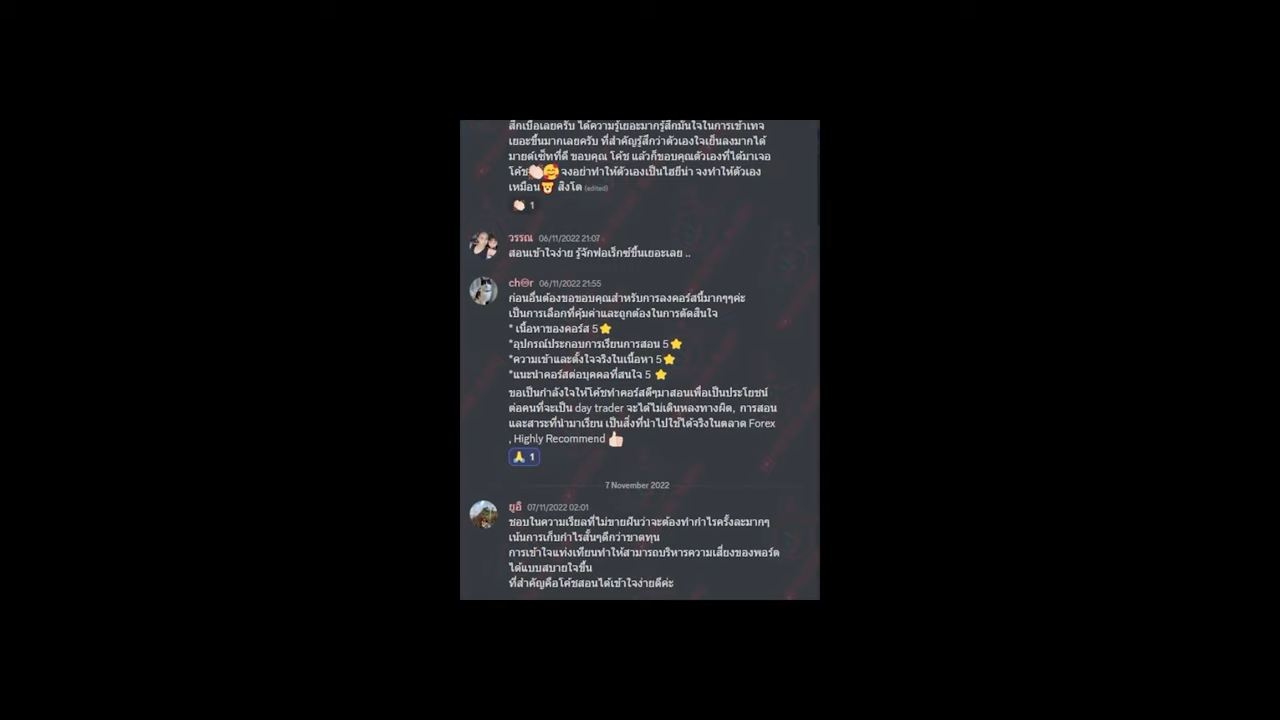 สึกเบื่อเลยครับ ได้ความรู้เยอะมากรู้สึกมั่นใจในการเข้าเทจ
เยอะขึ้นมากเลยครับ ที่สำคัญรู้สึกว่าตัวเองใจเย็นลงมากได้
มายด์เซ็ทที่ดี ขอบคุณ โค้ช แล้วก็ขอบคุณตัวเองที่ได้มาเจอ
โค้ช👏🏻🥰 จงอย่าทำให้ตัวเองเป็นไฮยีน่า จงทำให้ตัวเอง
เหมือน🦁 สิงโต (edited)
👏🏻 1
วรรณ 06/11/2022 21:07
สอนเข้าใจง่าย รู้จักฟอเร็กซ์ขึ้นเยอะเลย ..
ch😊r 06/11/2022 21:55
ก่อนอื่นต้องขอขอบคุณสำหรับการลงคอร์สนี้มากๆๆค่ะ
เป็นการเลือกที่คุ้มค่าและถูกต้องในการตัดสินใจ
* เนื้อหาของคอร์ส 5⭐
*อุปกรณ์ประกอบการเรียนการสอน 5⭐
*ความเข้าและตั้งใจจริงในเนื้อหา 5⭐
*แนะนำคอร์สต่อบุคคลที่สนใจ 5 ⭐
ขอเป็นกำลังใจให้โค้ชทำคอร์สดีๆมาสอนเพื่อเป็นประโยชน์
ต่อคนที่จะเป็น day trader จะได้ไม่เดินหลงทางผิด, การสอน
และสาระที่นำมาเรียน เป็นสิ่งที่นำไปใช้ได้จริงในตลาด Forex
, Highly Recommend 👍🏻
🙏 1
7 November 2022
ยุอิ 07/11/2022 02:01
ชอบในความเรียลที่ไม่ขายฝันว่าจะต้องทำกำไรครั้งละมากๆ
เน้นการเก็บกำไรสั้นๆดีกว่าขาดทุน
การเข้าใจแท่งเทียนทำให้สามารถบริหารความเสี่ยงของพอร์ต
ได้แบบสบายใจขึ้น
ที่สำคัญคือโค้ชสอนได้เข้าใจง่ายดีค่ะ